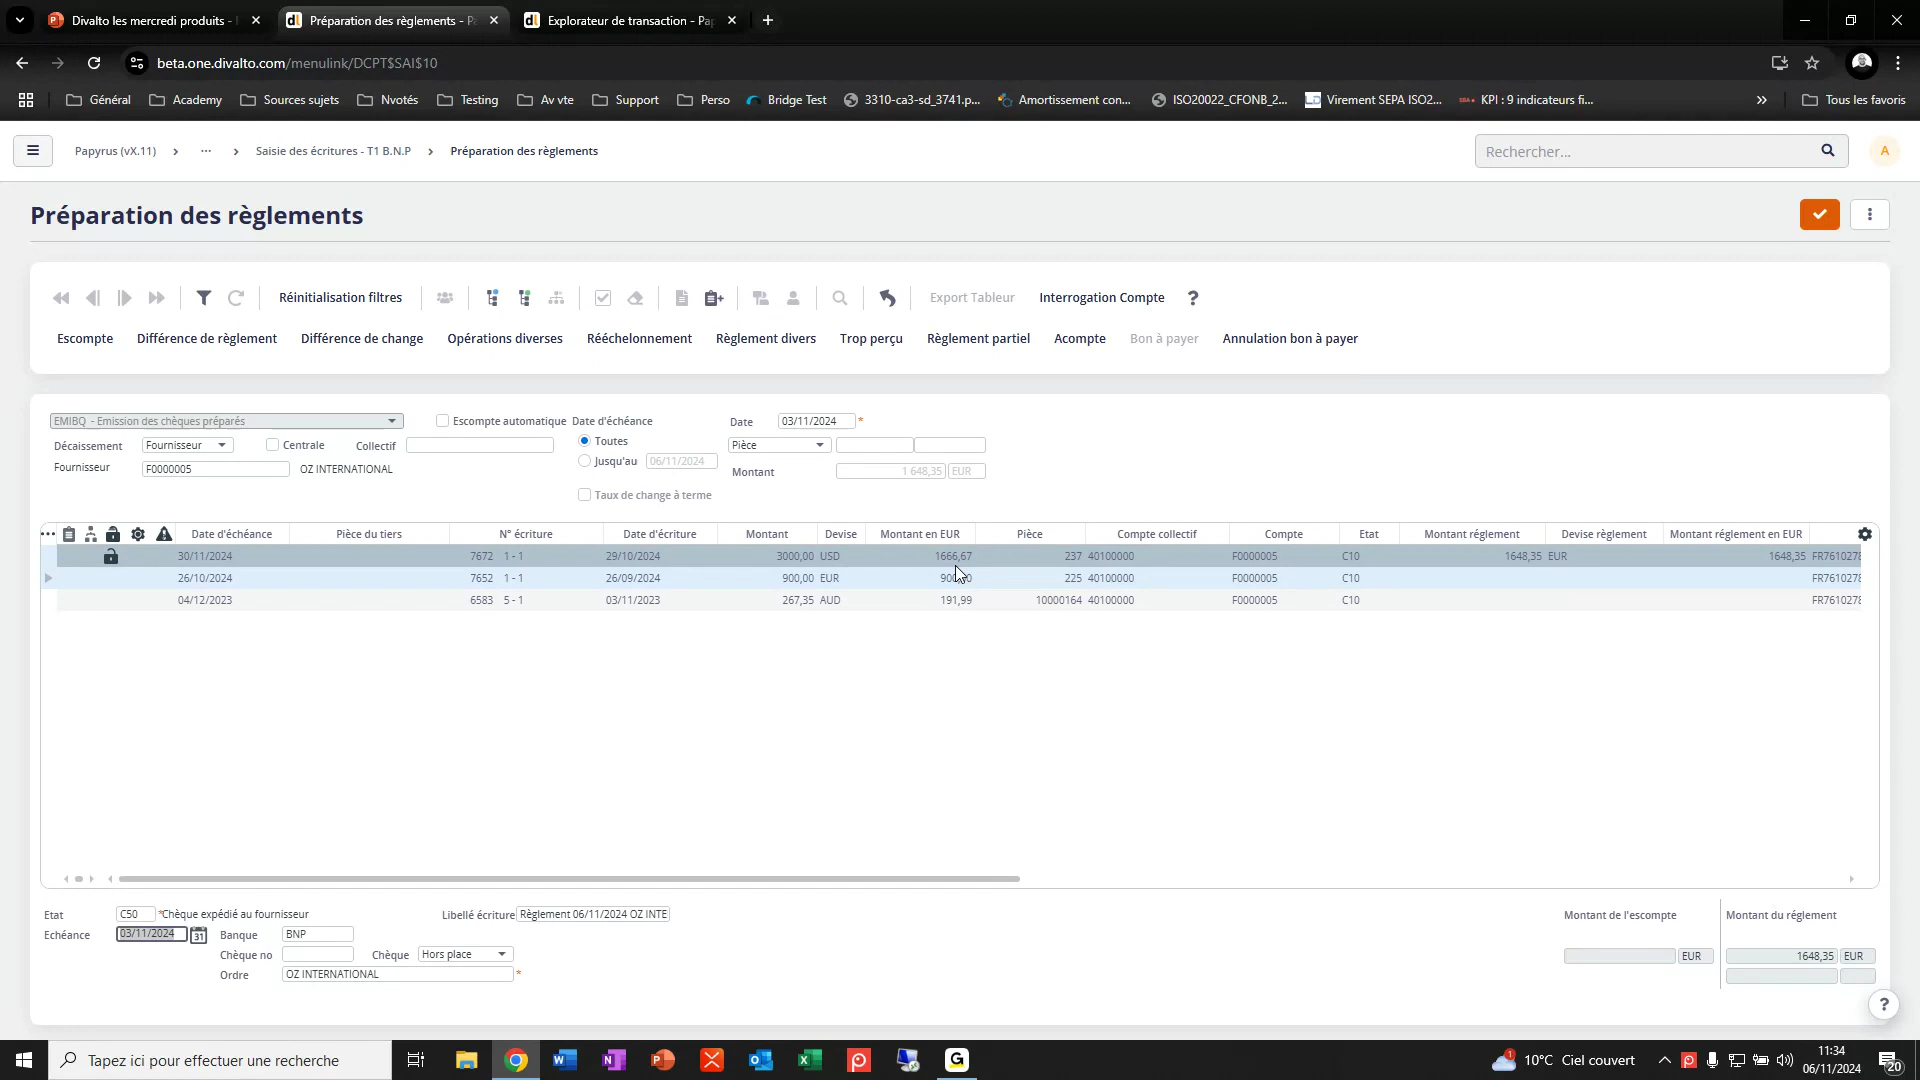 Divalto les mercredi produits -
Préparation des règlements - Pa
Explorateur de transaction - Pap
beta.one.divalto.com/menulink/DCPT$SAI$10
Général
Academy
Sources sujets
Nvotés
Testing
Av vte
Support
Perso
Bridge Test
3310-ca3-sd_3741.p...
Amortissement con...
ISO20022_CFONB_2...
Virement SEPA ISO2...
KPI : 9 indicateurs fi...
Tous les favoris
Papyrus (vX.11) > ... > Saisie des écritures - T1 B.N.P > Préparation des règlements
Rechercher...
A
Préparation des règlements
Réinitialisation filtres
Export Tableur
Interrogation Compte
?
Escompte
Différence de règlement
Différence de change
Opérations diverses
Rééchelonnement
Règlement divers
Trop perçu
Règlement partiel
Acompte
Bon à payer
Annulation bon à payer
EMIBQ - Emission des chèques préparés
Escompte automatique
Date d'échéance
Date 03/11/2024 *
Décaissement Fournisseur
Centrale
Collectif
Toutes
Pièce
Fournisseur F0000005 OZ INTERNATIONAL
Jusqu'au 06/11/2024
Montant 1 648,35 EUR
Taux de change à terme
Date d'échéance Pièce du tiers N° écriture Date d'écriture Montant Devise Montant en EUR Pièce Compte collectif Compte Etat Montant réglement Devise règlement Montant réglement en EUR
30/11/2024 7672 1 - 1 29/10/2024 3000,00 USD 1666,67 237 40100000 F0000005 C10 1648,35 EUR 1648,35 FR7610278
26/10/2024 7652 1 - 1 26/09/2024 900,00 EUR 225 40100000 F0000005 C10 FR7610278
04/12/2023 6583 5 - 1 03/11/2023 267,35 AUD 191,99 10000164 40100000 F0000005 C10 FR7610278
Etat C50 *Chèque expédié au fournisseur
Libellé écriture Règlement 06/11/2024 OZ INTE
Montant de l'escompte
Montant du réglement
Echéance 03/11/2024
31
Banque BNP
Chèque no
Chèque Hors place
EUR
1648,35 EUR
Ordre OZ INTERNATIONAL *
?
Tapez ici pour effectuer une recherche
1
10°C Ciel couvert
11:34
06/11/2024
20